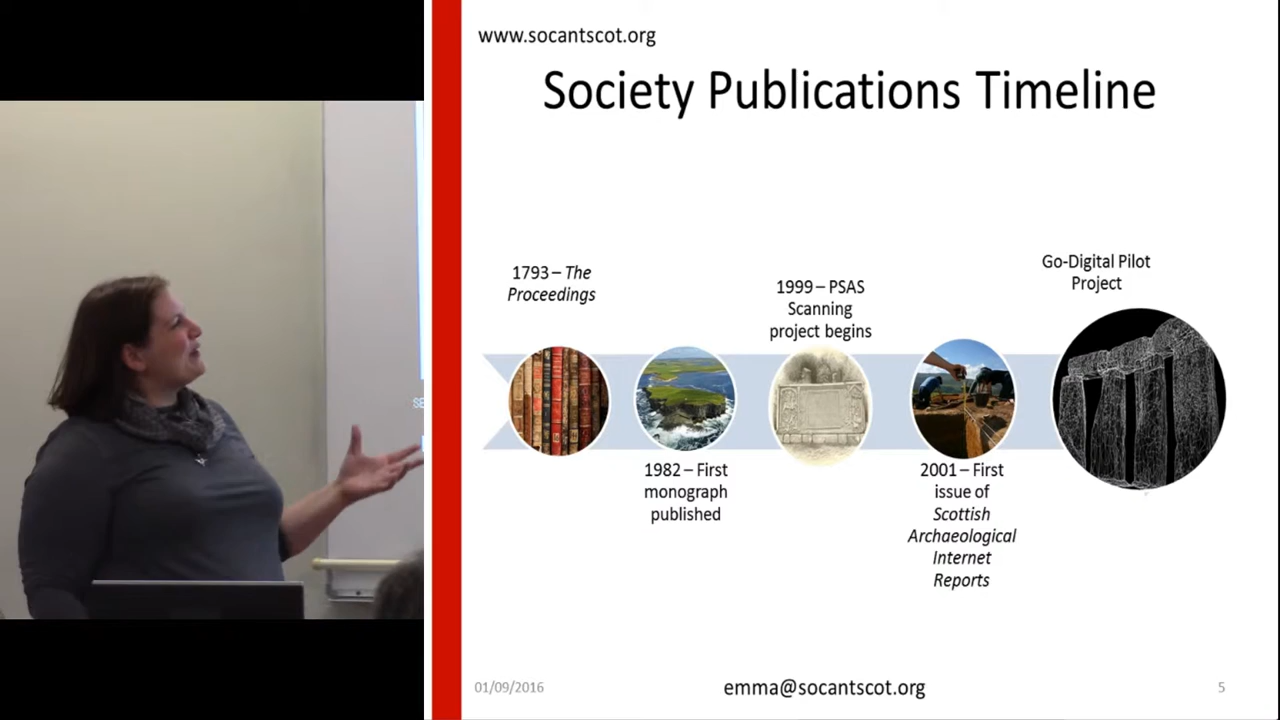 www.socantscot.org
Society Publications Timeline
1793 – The
Proceedings
1982 – First
monograph
published
1999 – PSAS
Scanning
project begins
2001 – First
issue of
Scottish
Archaeological
Internet
Reports
Go-Digital Pilot
Project
01/09/2016
emma@socantscot.org
5